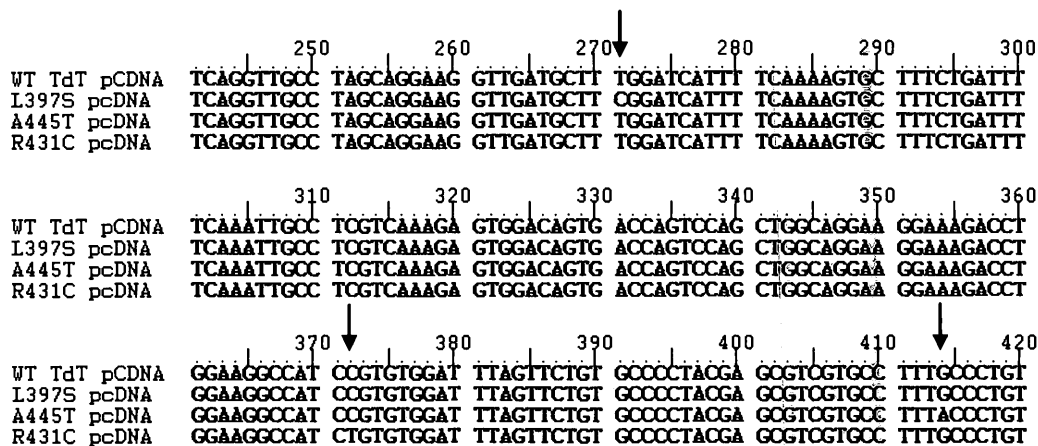 250 260 270 280 290 300
WT TdT pCDNA TCAGGTTGCC TAGCAGGAAG GTTGATGCTT TGGATCATTT TCAAAAGTGC TTTCTGATTT
L397S pcDNA TCAGGTTGCC TAGCAGGAAG GTTGATGCTT CGGATCATTT TCAAAAGTGC TTTCTGATTT
A445T pcDNA TCAGGTTGCC TAGCAGGAAG GTTGATGCTT TGGATCATTT TCAAAAGTGC TTTCTGATTT
R431C pcDNA TCAGGTTGCC TAGCAGGAAG GTTGATGCTT TGGATCATTT TCAAAAGTGC TTTCTGATTT
310 320 330 340 350 360
WT TdT pCDNA TCAAATTGCC TCGTCAAAGA GTGGACAGTG ACCAGTCCAG CTGGCAGGAA GGAAAGACCT
L397S pcDNA TCAAATTGCC TCGTCAAAGA GTGGACAGTG ACCAGTCCAG CTGGCAGGAA GGAAAGACCT
A445T pcDNA TCAAATTGCC TCGTCAAAGA GTGGACAGTG ACCAGTCCAG CTGGCAGGAA GGAAAGACCT
R431C pcDNA TCAAATTGCC TCGTCAAAGA GTGGACAGTG ACCAGTCCAG CTGGCAGGAA GGAAAGACCT
370 380 390 400 410 420
WT TdT pCDNA GGAAGGCCAT CCGTGTGGAT TTAGTTCTGT GCCCCTACGA GCGTCGTGCC TTTGCCCTGT
L397S pcDNA GGAAGGCCAT CCGTGTGGAT TTAGTTCTGT GCCCCTACGA GCGTCGTGCC TTTGCCCTGT
A445T pcDNA GGAAGGCCAT CCGTGTGGAT TTAGTTCTGT GCCCCTACGA GCGTCGTGCC TTTACCCTGT
R431C pcDNA GGAAGGCCAT CTGTGTGGAT TTAGTTCTGT GCCCCTACGA GCGTCGTGCC TTTGCCCTGT